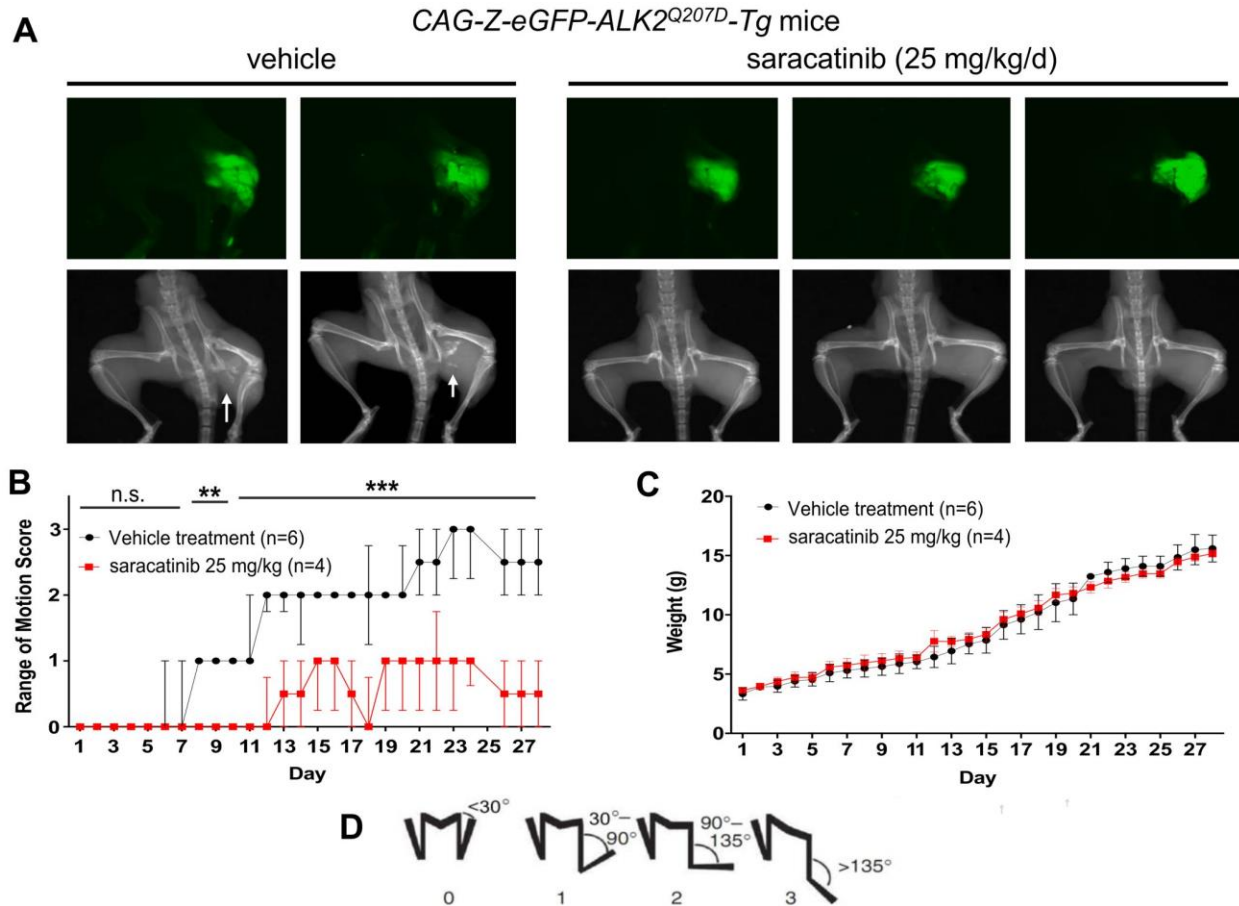 CAG-Z-eGFP-ALK2Q207D-Tg mice
A
vehicle
saracatinib (25 mg/kg/d)
B
n.s.
**
***
Vehicle treatment (n=6)
saracatinib 25 mg/kg (n=4)
Range of Motion Score
3
2
1
0
1 3 5 7 9 11 13 15 17 19 21 23 25 27
Day
C
Vehicle treatment (n=6)
saracatinib 25 mg/kg (n=4)
Weight (g)
20
15
10
5
0
1 3 5 7 9 11 13 15 17 19 21 23 25 27
Day
D
<30°
30°–
90°
90°–
135°
>135°
0 1 2 3